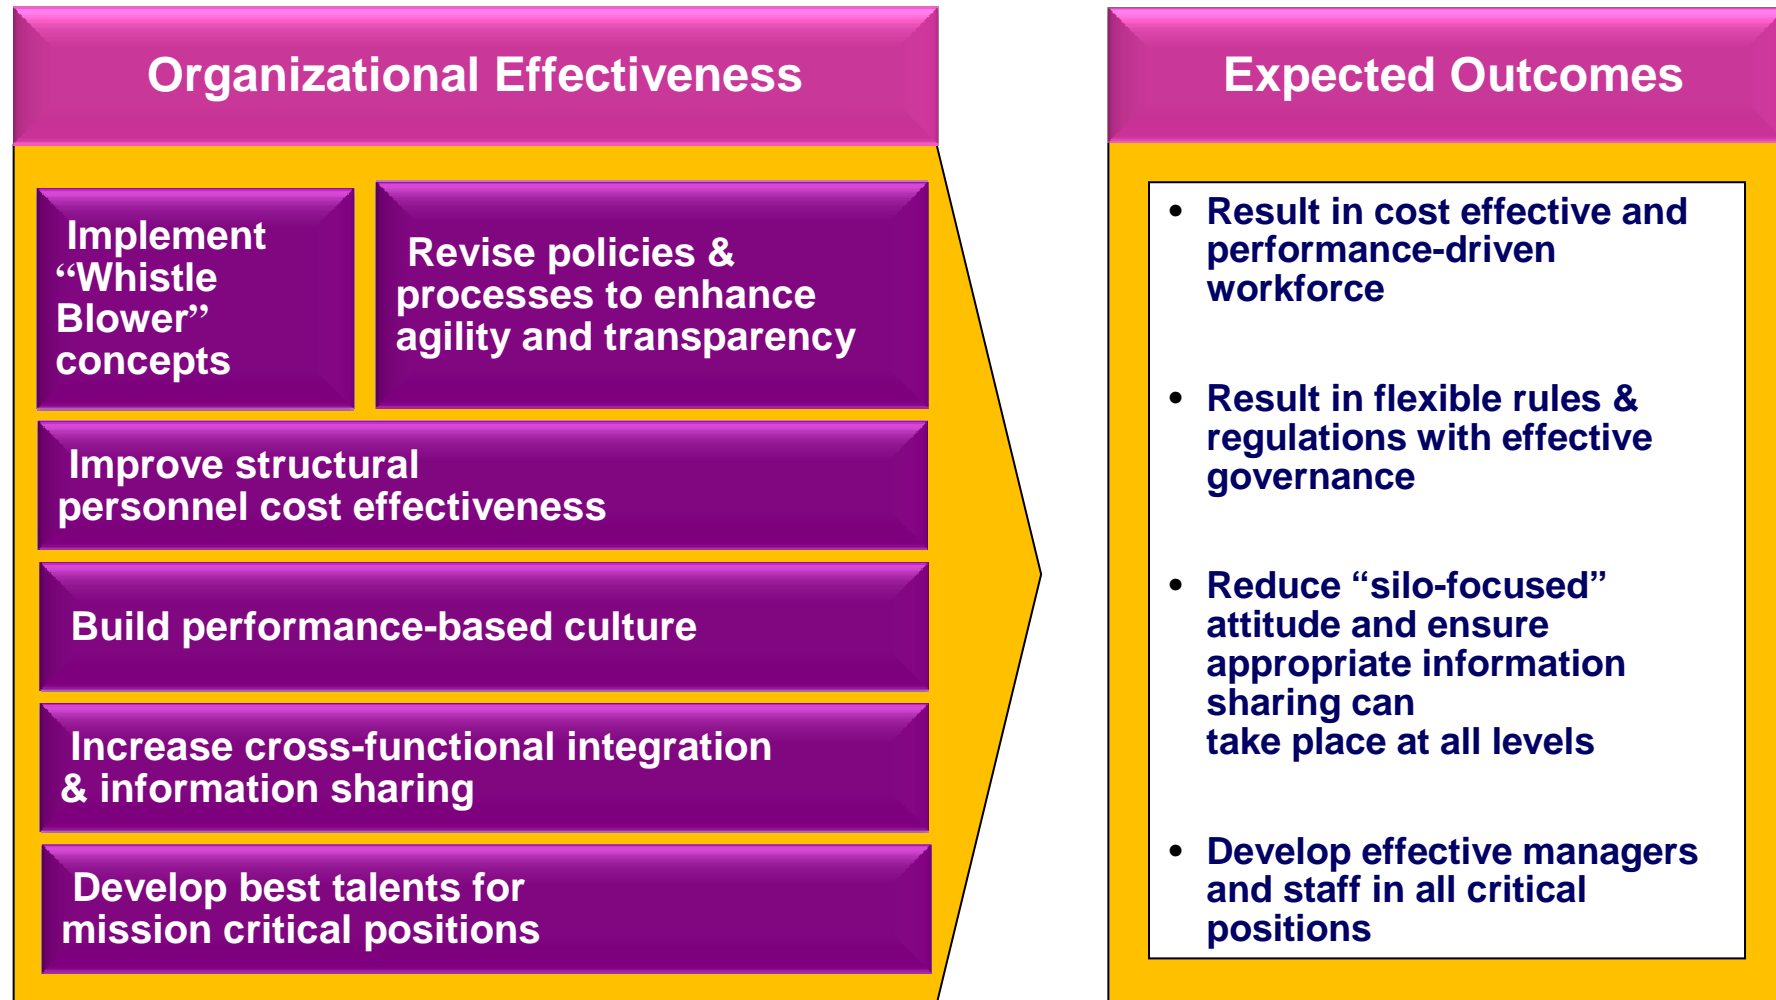 Organizational Effectiveness
Implement
“Whistle
Blower”
concepts
Revise policies &
processes to enhance
agility and transparency
Improve structural
personnel cost effectiveness
Build performance-based culture
Increase cross-functional integration
& information sharing
Develop best talents for
mission critical positions
Expected Outcomes
• Result in cost effective and
performance-driven
workforce
• Result in flexible rules &
regulations with effective
governance
• Reduce “silo-focused”
attitude and ensure
appropriate information
sharing can
take place at all levels
• Develop effective managers
and staff in all critical
positions